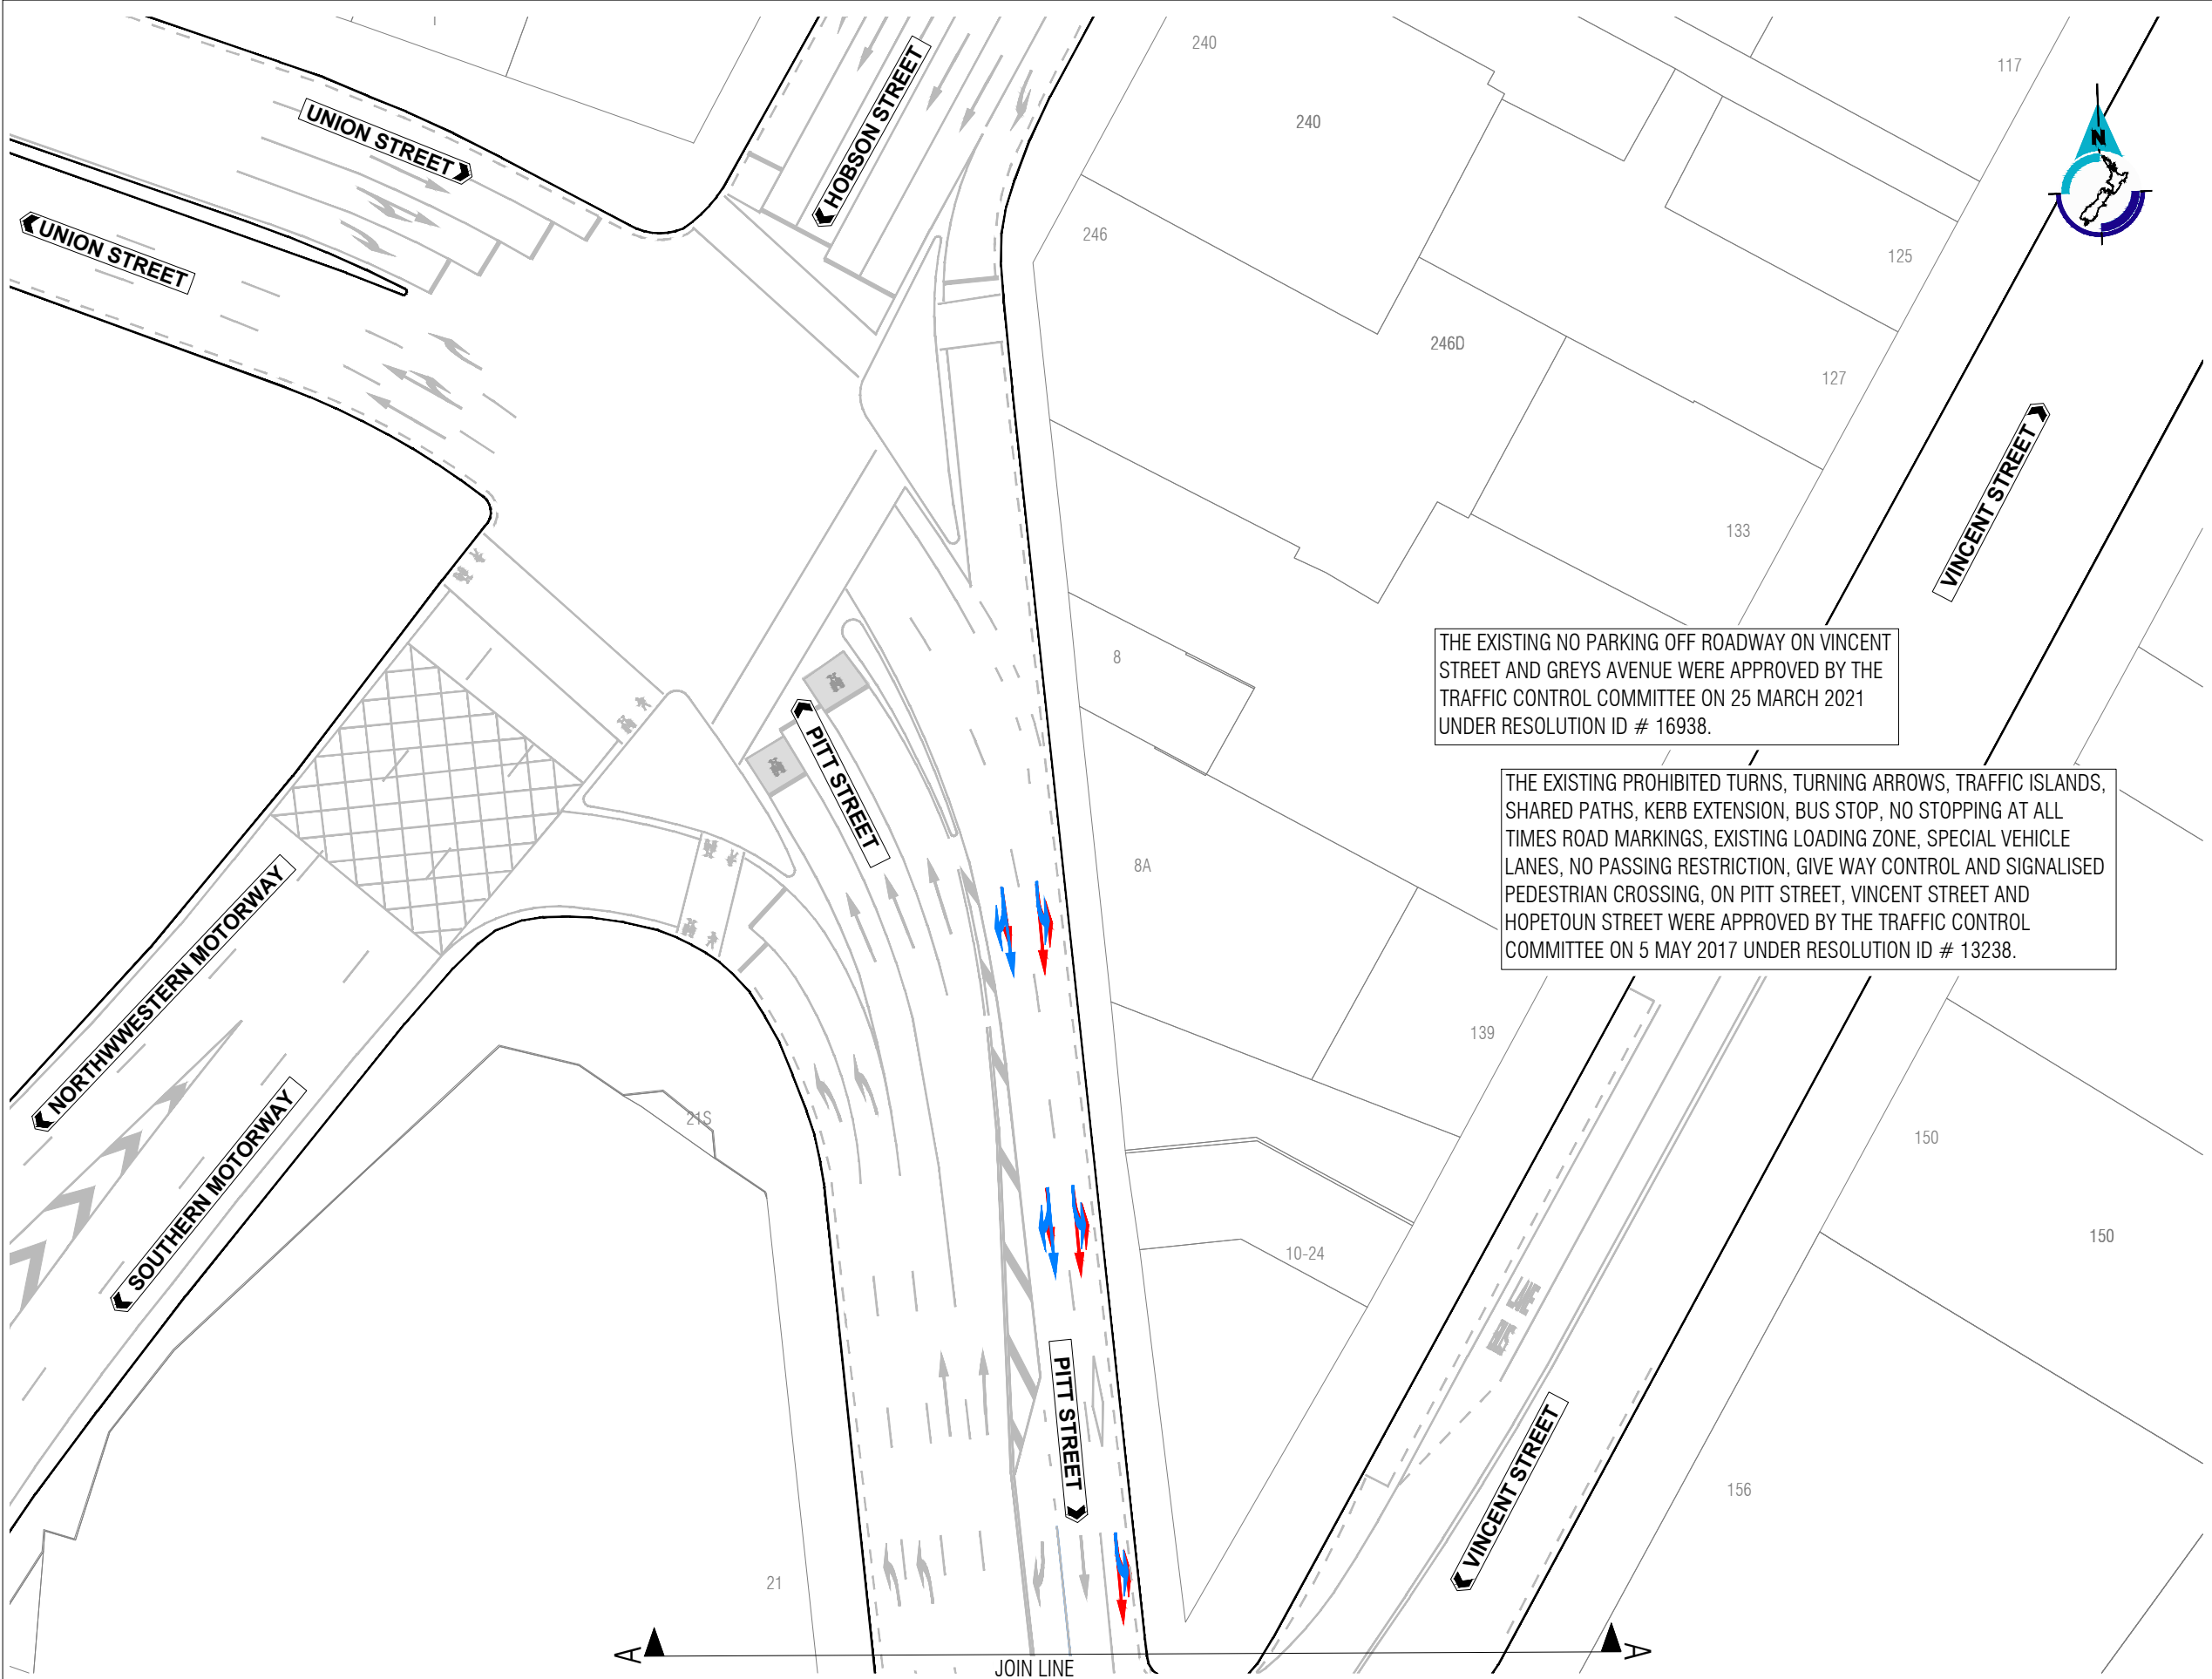 240
117
HOBSON STREET
UNION STREET
240
N
UNION STREET
246
125
246D
127
VINCENT STREET
133
THE EXISTING NO PARKING OFF ROADWAY ON VINCENT
STREET AND GREYS AVENUE WERE APPROVED BY THE
TRAFFIC CONTROL COMMITTEE ON 25 MARCH 2021
UNDER RESOLUTION ID # 16938.
8
PITT STREET
THE EXISTING PROHIBITED TURNS, TURNING ARROWS, TRAFFIC ISLANDS,
SHARED PATHS, KERB EXTENSION, BUS STOP, NO STOPPING AT ALL
TIMES ROAD MARKINGS, EXISTING LOADING ZONE, SPECIAL VEHICLE
LANES, NO PASSING RESTRICTION, GIVE WAY CONTROL AND SIGNALISED
PEDESTRIAN CROSSING, ON PITT STREET, VINCENT STREET AND
HOPETOUN STREET WERE APPROVED BY THE TRAFFIC CONTROL
COMMITTEE ON 5 MAY 2017 UNDER RESOLUTION ID # 13238.
8A
NORTHWWESTERN MOTORWAY
139
21S
150
SOUTHERN MOTORWAY
150
10-24
PITT STREET
VINCENT STREET
156
21
A
A
JOIN LINE